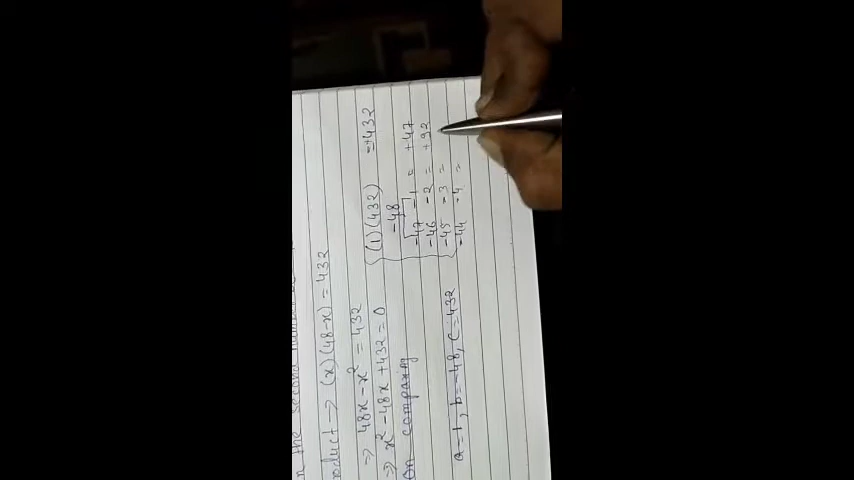 the second
product → (x)(48-x) = 432
⇒ 48x - x² = 432
⇒ x² - 48x + 432 = 0
On comparing
a = 1, b = -48, c = 432
(1)(432) = +432
-48
-47 -1 = +47
-46 -2 = +92
-45 -3 =
-44 -4 =